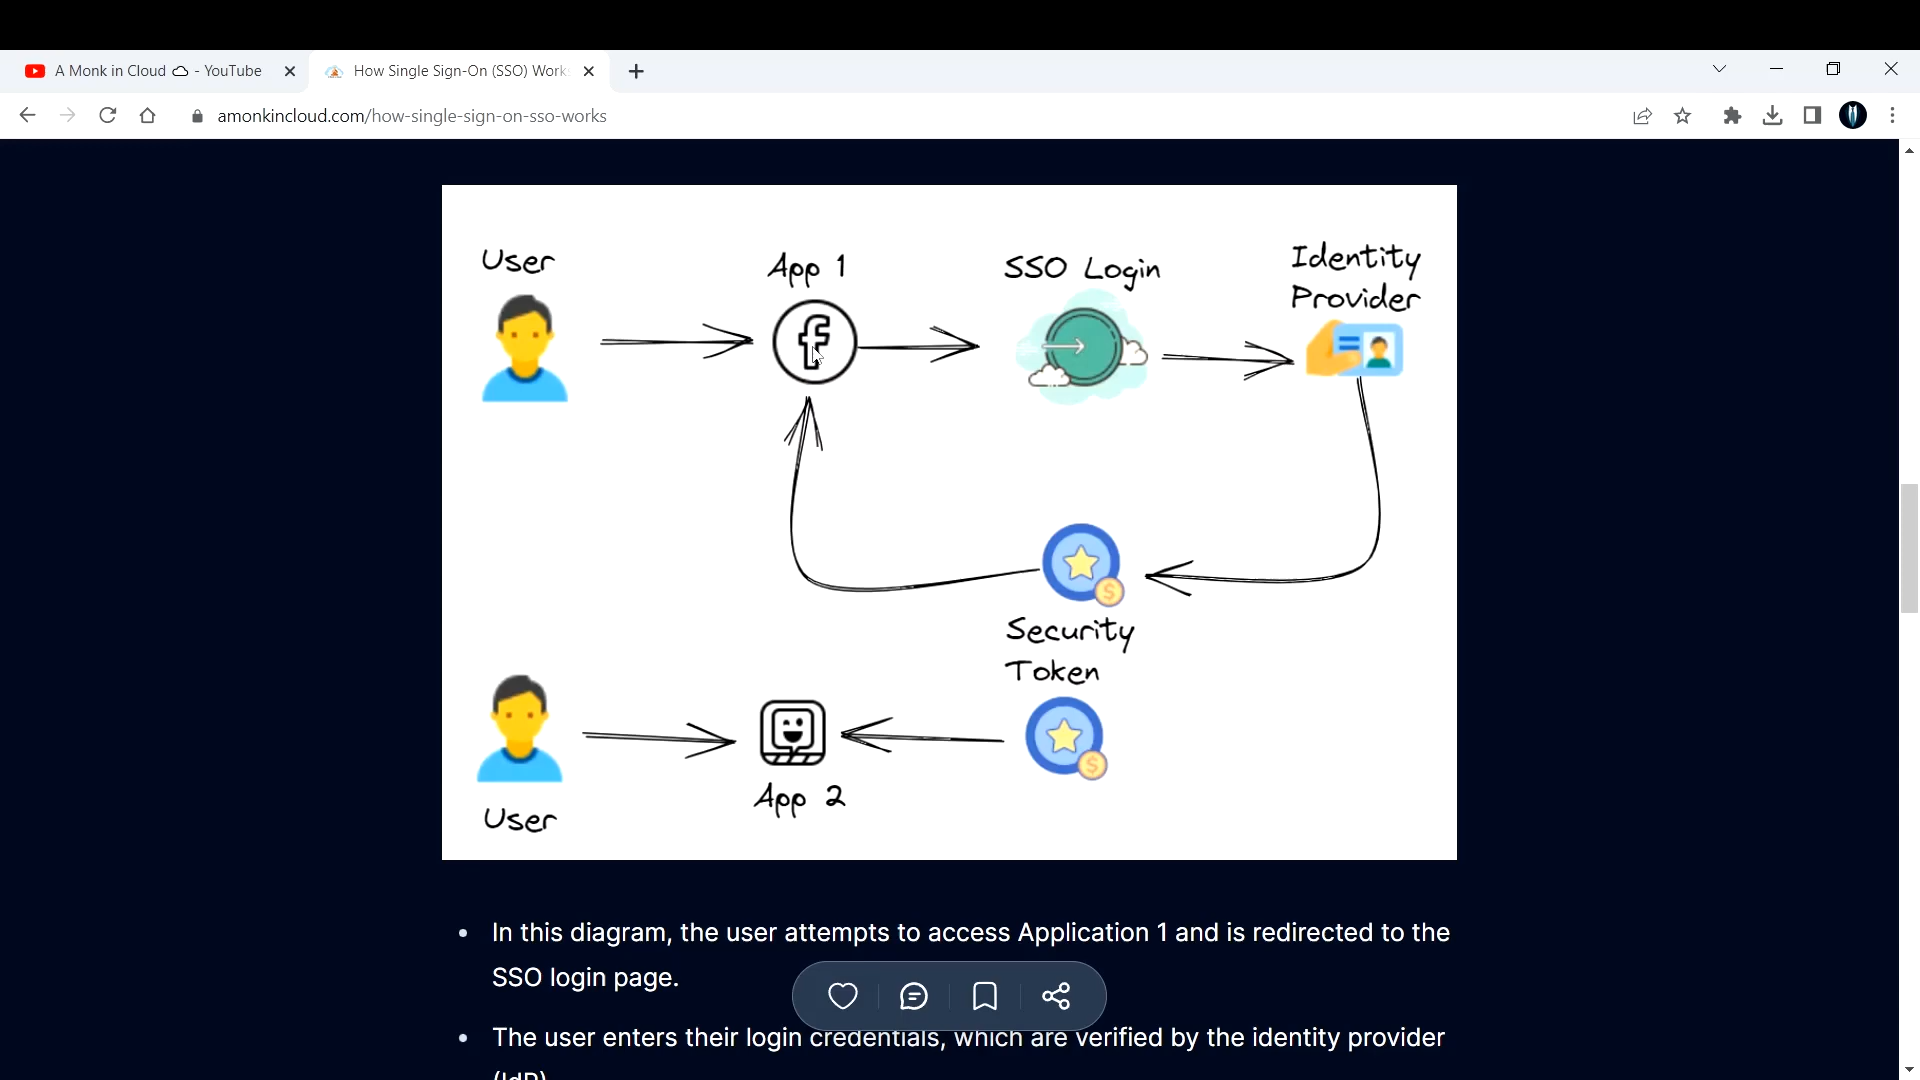 A Monk in Cloud - YouTube
How Single Sign-On (SSO) Work
amonkincloud.com/how-single-sign-on-sso-works
User
App 1
SSO Login
Identity
Provider
Security
Token
App 2
User
In this diagram, the user attempts to access Application 1 and is redirected to the
SSO login page.
The user enters their login credentials, which are verified by the identity provider
(IdP)